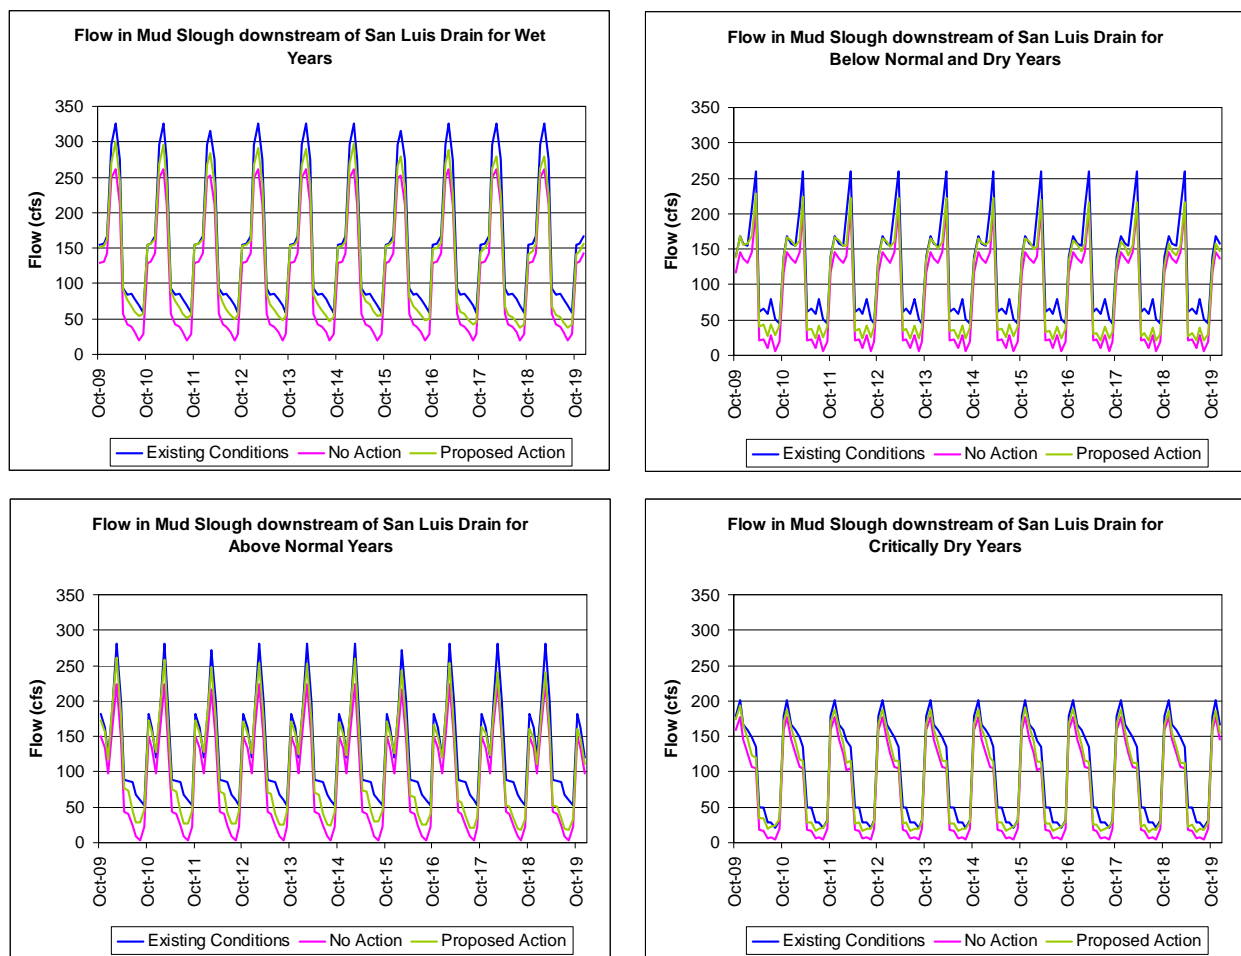 Flow in Mud Slough downstream of San Luis Drain for Wet
Years
350
300
250
200
150
100
50
0
Flow (cfs)
Oct-09
Oct-10
Oct-11
Oct-12
Oct-13
Oct-14
Oct-15
Oct-16
Oct-17
Oct-18
Oct-19
Existing Conditions No Action Proposed Action
Flow in Mud Slough downstream of San Luis Drain for
Below Normal and Dry Years
350
300
250
200
150
100
50
0
Flow (cfs)
Oct-09
Oct-10
Oct-11
Oct-12
Oct-13
Oct-14
Oct-15
Oct-16
Oct-17
Oct-18
Oct-19
Existing Conditions No Action Proposed Action
Flow in Mud Slough downstream of San Luis Drain for
Above Normal Years
350
300
250
200
150
100
50
0
Flow (cfs)
Oct-09
Oct-10
Oct-11
Oct-12
Oct-13
Oct-14
Oct-15
Oct-16
Oct-17
Oct-18
Oct-19
Existing Conditions No Action Proposed Action
Flow in Mud Slough downstream of San Luis Drain for
Critically Dry Years
350
300
250
200
150
100
50
0
Flow (cfs)
Oct-09
Oct-10
Oct-11
Oct-12
Oct-13
Oct-14
Oct-15
Oct-16
Oct-17
Oct-18
Oct-19
Existing Conditions No Action Proposed Action